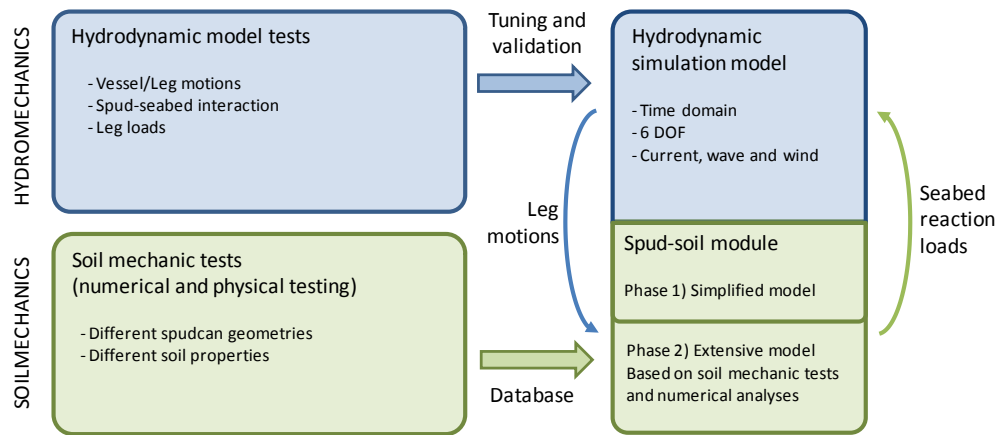 HYDROMECHANICS
Hydrodynamic model tests
- Vessel/Leg motions
- Spud-seabed interaction
- Leg loads
Tuning and
validation
Hydrodynamic
simulation model
- Time domain
- 6 DOF
- Current, wave and wind
Leg
motions
Seabed
reaction
loads
SOILMECHANICS
Soil mechanic tests
(numerical and physical testing)
- Different spudcan geometries
- Different soil properties
Database
Spud-soil module
Phase 1) Simplified model
Phase 2) Extensive model
Based on soil mechanic tests
and numerical analyses